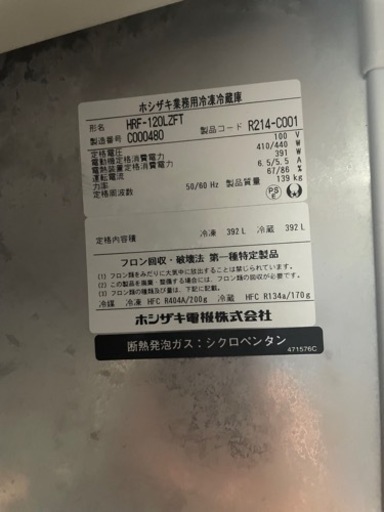 ホシザキ業務用冷凍冷蔵庫
形名 HRF-120LZFT
製造番号 C000480 製品コード R214-C001
定格電圧 100 V
電動機定格消費電力 410/440 W
電熱装置定格消費電力 391 W
運転電流 6.5/5.5 A
力率 67/86 %
定格周波数 50/60 Hz 製品質量 139 kg
PS E
定格内容積 冷凍 392 L 冷蔵 392 L
フロン回収・破壊法 第一種特定製品
(1) フロン類をみだりに大気中に放出することは禁じられています。
(2) この製品を廃棄・整備する場合には、フロン類の回収が必要です。
(3) フロン類の種類及び量は、下記に記載。
冷媒 冷凍 HFC R404A/200g 冷蔵 HFC R134a/170g
ホシザキ電機株式会社
断熱発泡ガス：シクロペンタン
471576C